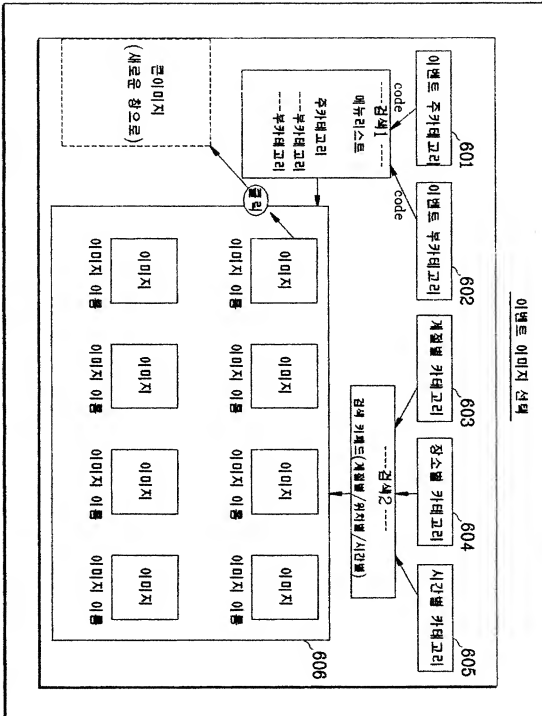 이벤트 이미지 선택
이벤트 주카테고리
601
이벤트 부카테고리
602
계절별 카테고리
603
장소별 카테고리
604
시간별 카테고리
605
code
code
----검색1 ----
메뉴리스트
주카테고리
---부카테고리
---부카테고리
----검색2 ----
검색 키패드(계절별/위치별/시간별)
큰이미지
(새로운 창으로)
클릭
606
이미지
이미지
이미지
이미지
이미지 이름
이미지 이름
이미지 이름
이미지 이름
이미지
이미지
이미지
이미지
이미지 이름
이미지 이름
이미지 이름
이미지 이름